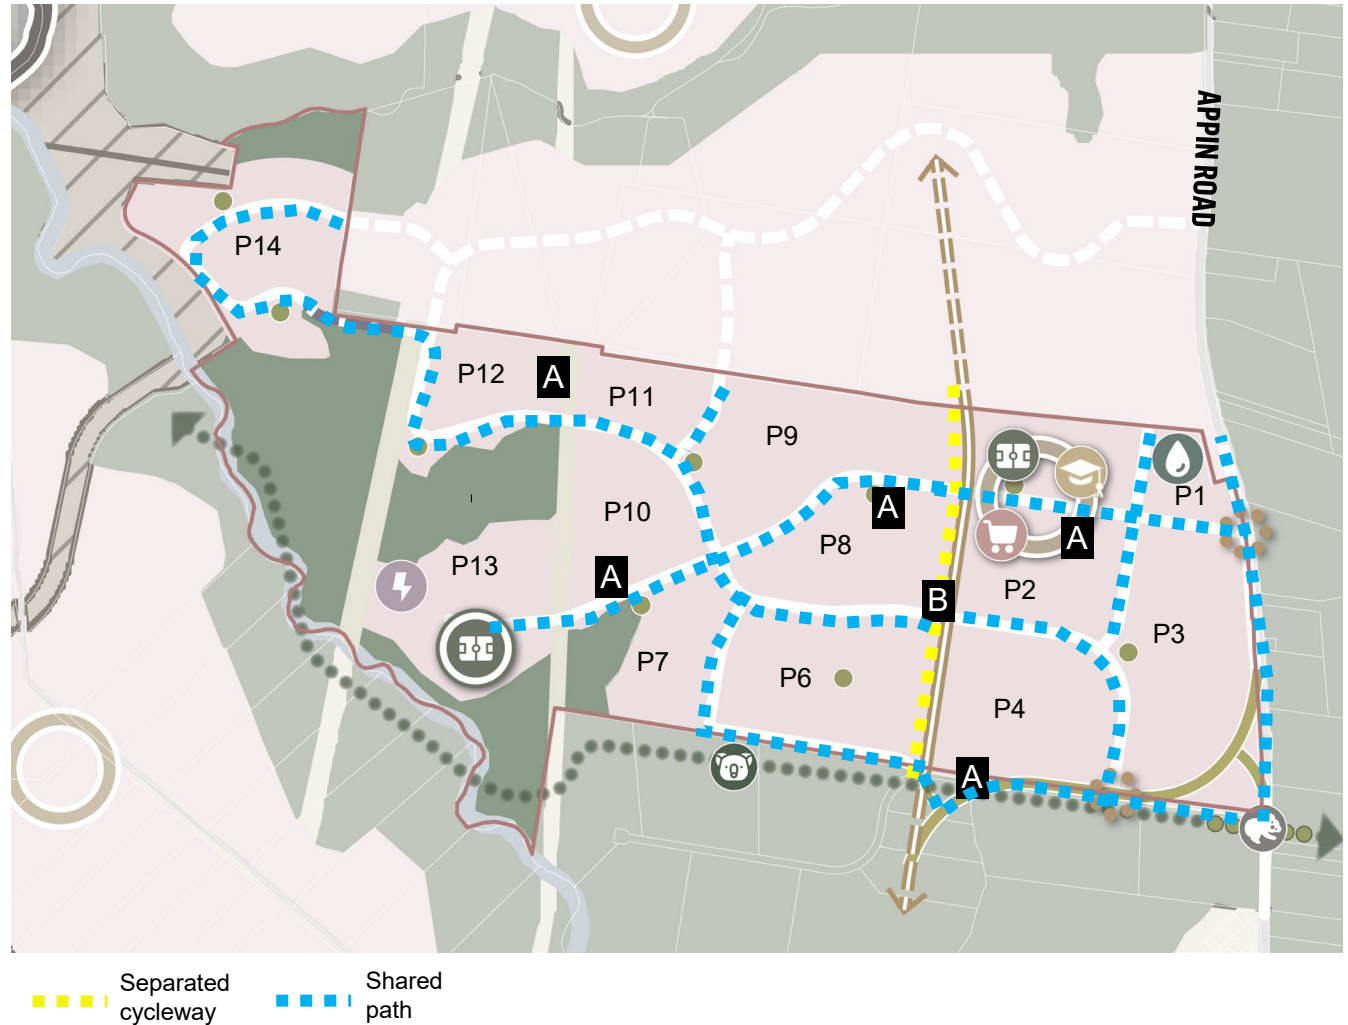 APPIN ROAD
P14
P12
A
P11
P9
P1
P10
A
P8
A
P13
A
B
P2
P3
P7
P6
P4
A
Separated
cycleway
Shared
path